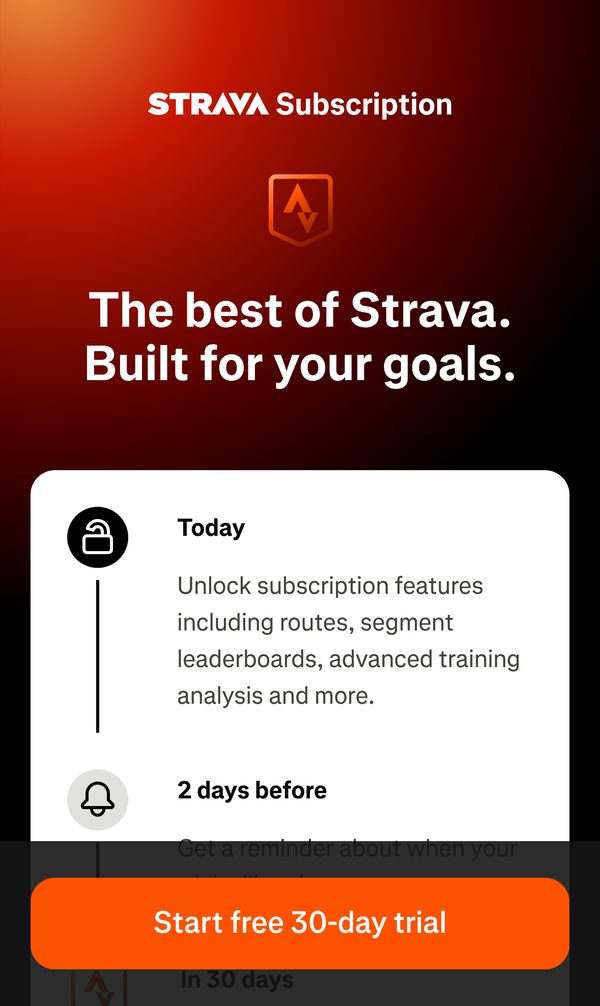 STRAVA Subscription
The best of Strava.
Built for your goals.
Today
Unlock subscription features
including routes, segment
leaderboards, advanced training
analysis and more.
2 days before
Get a reminder about when your
Start free 30-day trial
In 30 days